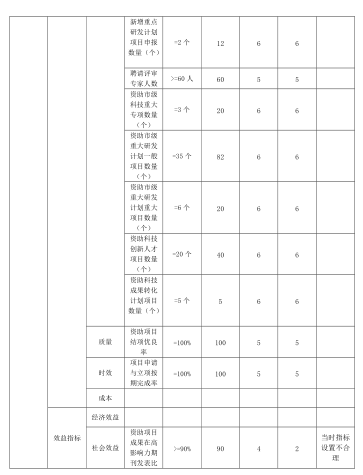 新增重点
研发计划
项目申报
数量（个）
=2 个
12
6
6
聘请评审
专家人数
>=60 人
60
5
5
资助市级
科技重大
专项数量
（个）
=3 个
20
6
6
资助市级
重大研发
计划一般
项目数量
（个）
=35 个
82
6
6
资助市级
重大研发
计划重大
项目数量
（个）
=6 个
20
6
6
资助科技
创新人才
项目数量
（个）
=20 个
40
6
6
资助科技
成果转化
计划项目
数量（个）
=5 个
5
6
6
质量
资助项目
结项优良
率
=100%
100
5
5
时效
项目申请
与立项按
期完成率
=100%
100
5
5
成本
效益指标
经济效益
社会效益
资助项目
成果在高
影响力期
刊发表比
>=90%
90
4
2
当时指标
设置不合
理